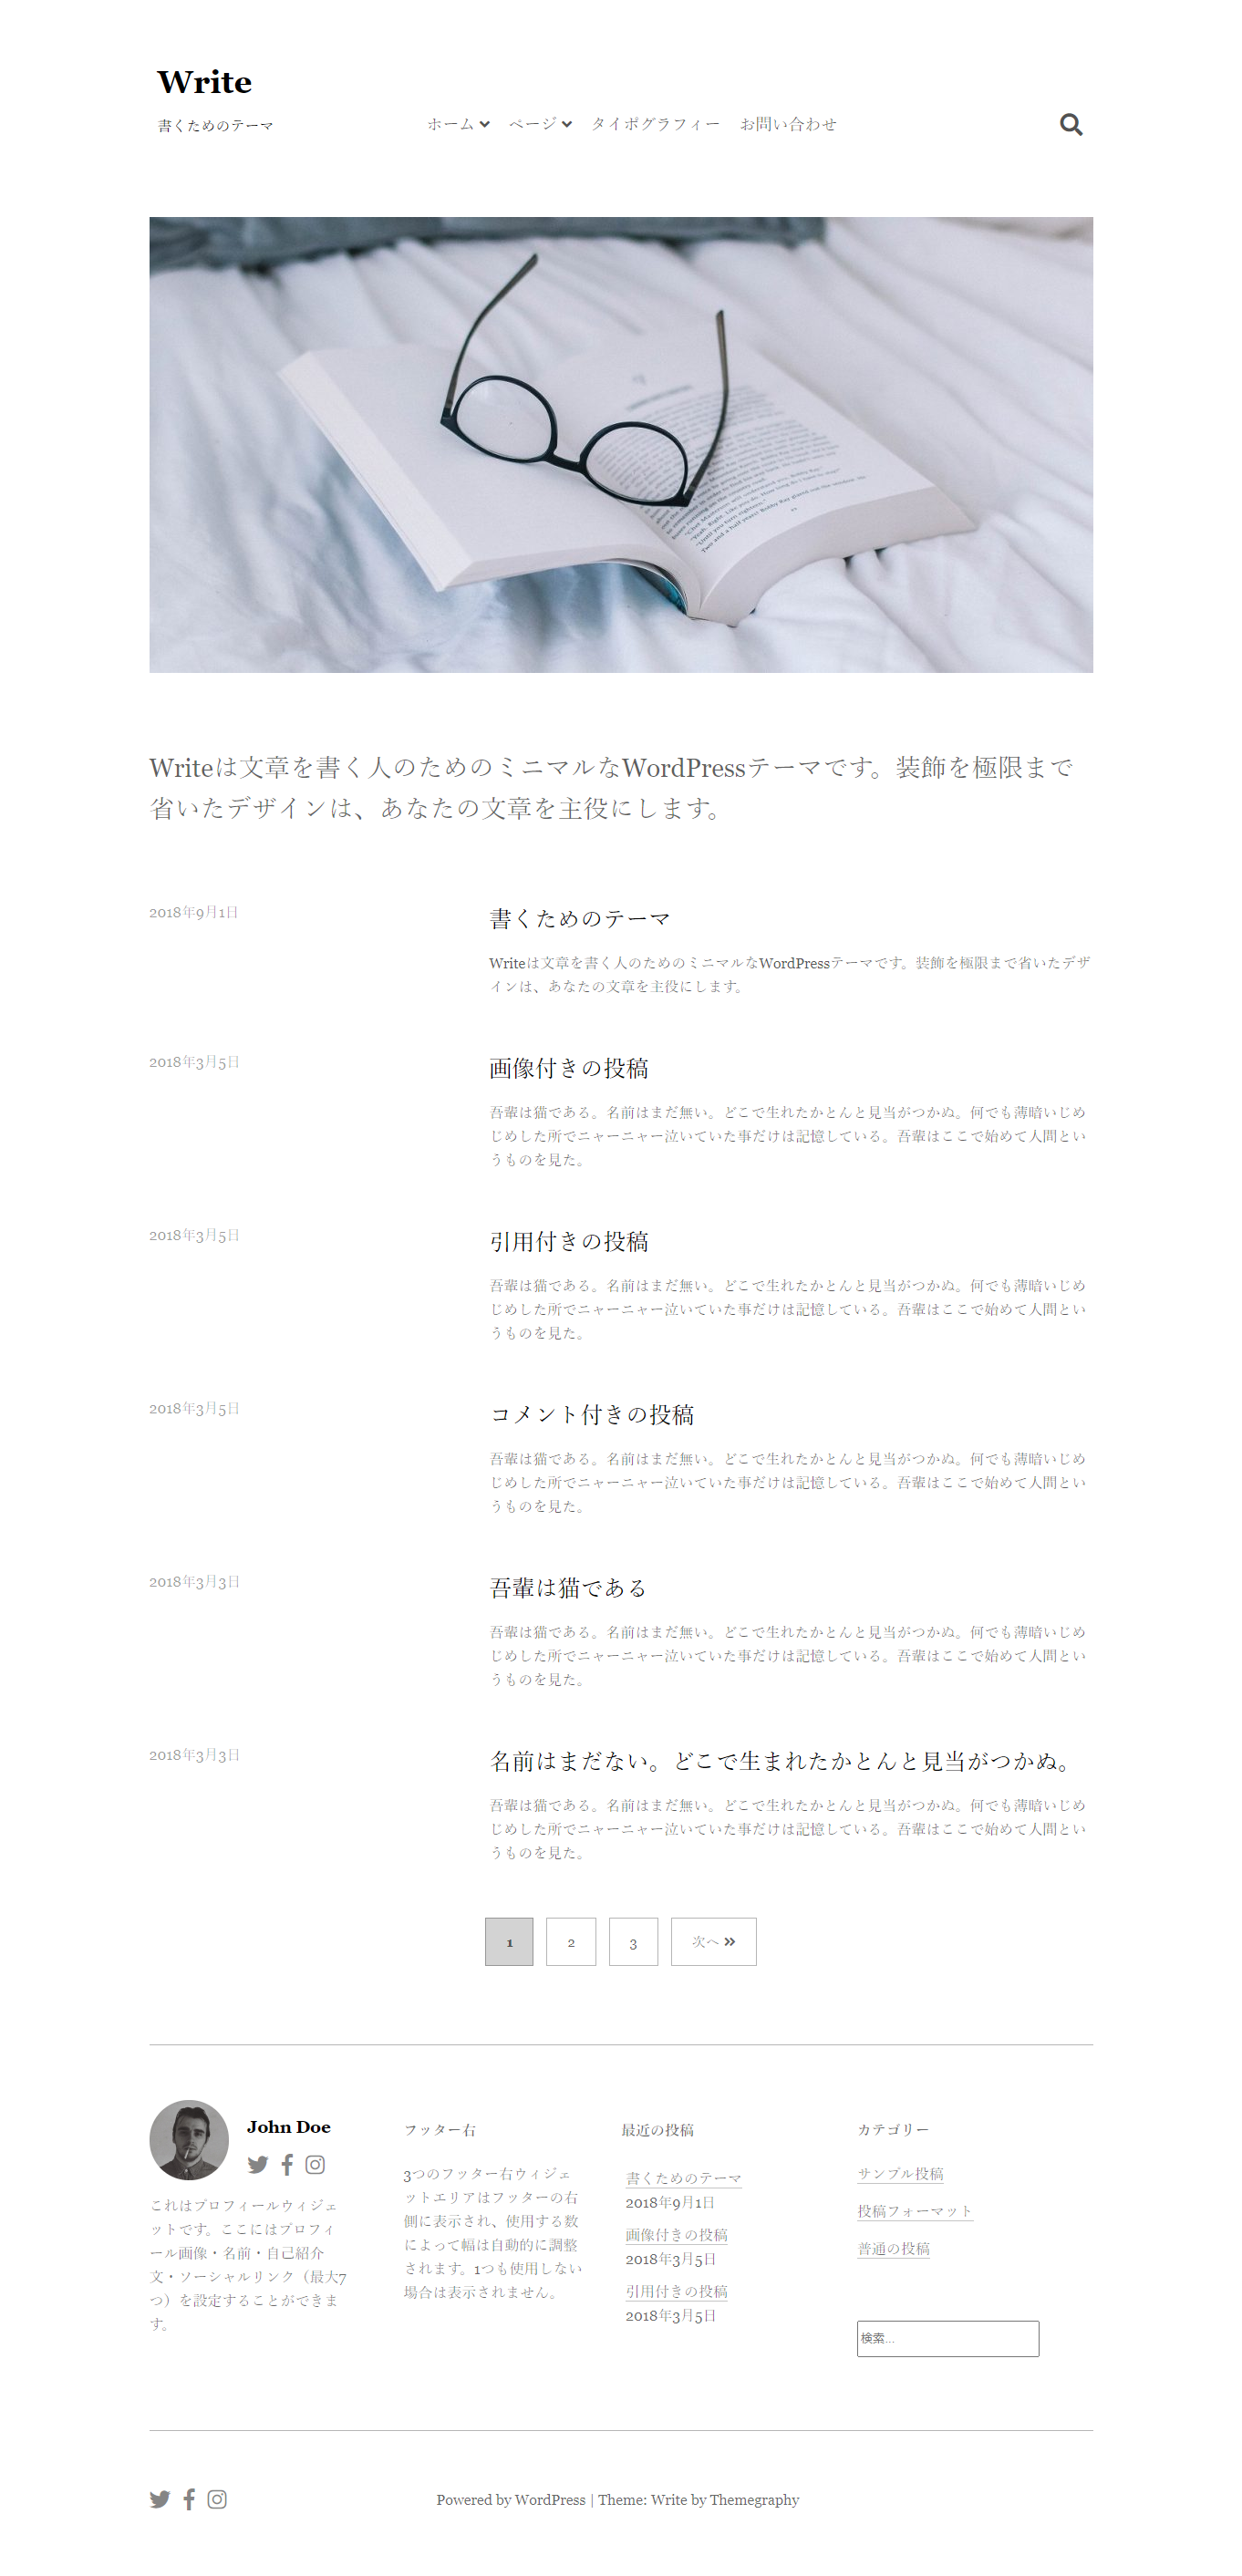 Write
書くためのテーマ
ホーム ページ タイポグラフィー お問い合わせ
"Until you turn eighteen."
Writeは文章を書く人のためのミニマルなWordPressテーマです。装飾を極限まで
省いたデザインは、あなたの文章を主役にします。
2018年9月1日
書くためのテーマ
Writeは文章を書く人のためのミニマルなWordPressテーマです。装飾を極限まで省いたデザ
インは、あなたの文章を主役にします。
2018年3月5日
画像付きの投稿
吾輩は猫である。名前はまだ無い。どこで生れたかとんと見当がつかぬ。何でも薄暗いじめ
じめした所でニャーニャー泣いていた事だけは記憶している。吾輩はここで始めて人間とい
うものを見た。
2018年3月5日
引用付きの投稿
吾輩は猫である。名前はまだ無い。どこで生れたかとんと見当がつかぬ。何でも薄暗いじめ
じめした所でニャーニャー泣いていた事だけは記憶している。吾輩はここで始めて人間とい
うものを見た。
2018年3月5日
コメント付きの投稿
吾輩は猫である。名前はまだ無い。どこで生れたかとんと見当がつかぬ。何でも薄暗いじめ
じめした所でニャーニャー泣いていた事だけは記憶している。吾輩はここで始めて人間とい
うものを見た。
2018年3月3日
吾輩は猫である
吾輩は猫である。名前はまだ無い。どこで生れたかとんと見当がつかぬ。何でも薄暗いじめ
じめした所でニャーニャー泣いていた事だけは記憶している。吾輩はここで始めて人間とい
うものを見た。
2018年3月3日
名前はまだない。どこで生まれたかとんと見当がつかぬ。
吾輩は猫である。名前はまだ無い。どこで生れたかとんと見当がつかぬ。何でも薄暗いじめ
じめした所でニャーニャー泣いていた事だけは記憶している。吾輩はここで始めて人間とい
うものを見た。
1 2 3 次へ »
John Doe
これはプロフィールウィジェ
ットです。ここにはプロフィ
ール画像・名前・自己紹介
文・ソーシャルリンク（最大7
つ）を設定することができま
す。
フッター右
3つのフッター右ウィジェ
ットエリアはフッターの右
側に表示され、使用する数
によって幅は自動的に調整
されます。1つも使用しない
場合は表示されません。
最近の投稿
書くためのテーマ
2018年9月1日
画像付きの投稿
2018年3月5日
引用付きの投稿
2018年3月5日
カテゴリー
サンプル投稿
投稿フォーマット
普通の投稿
検索...
Powered by WordPress | Theme: Write by Themegraphy